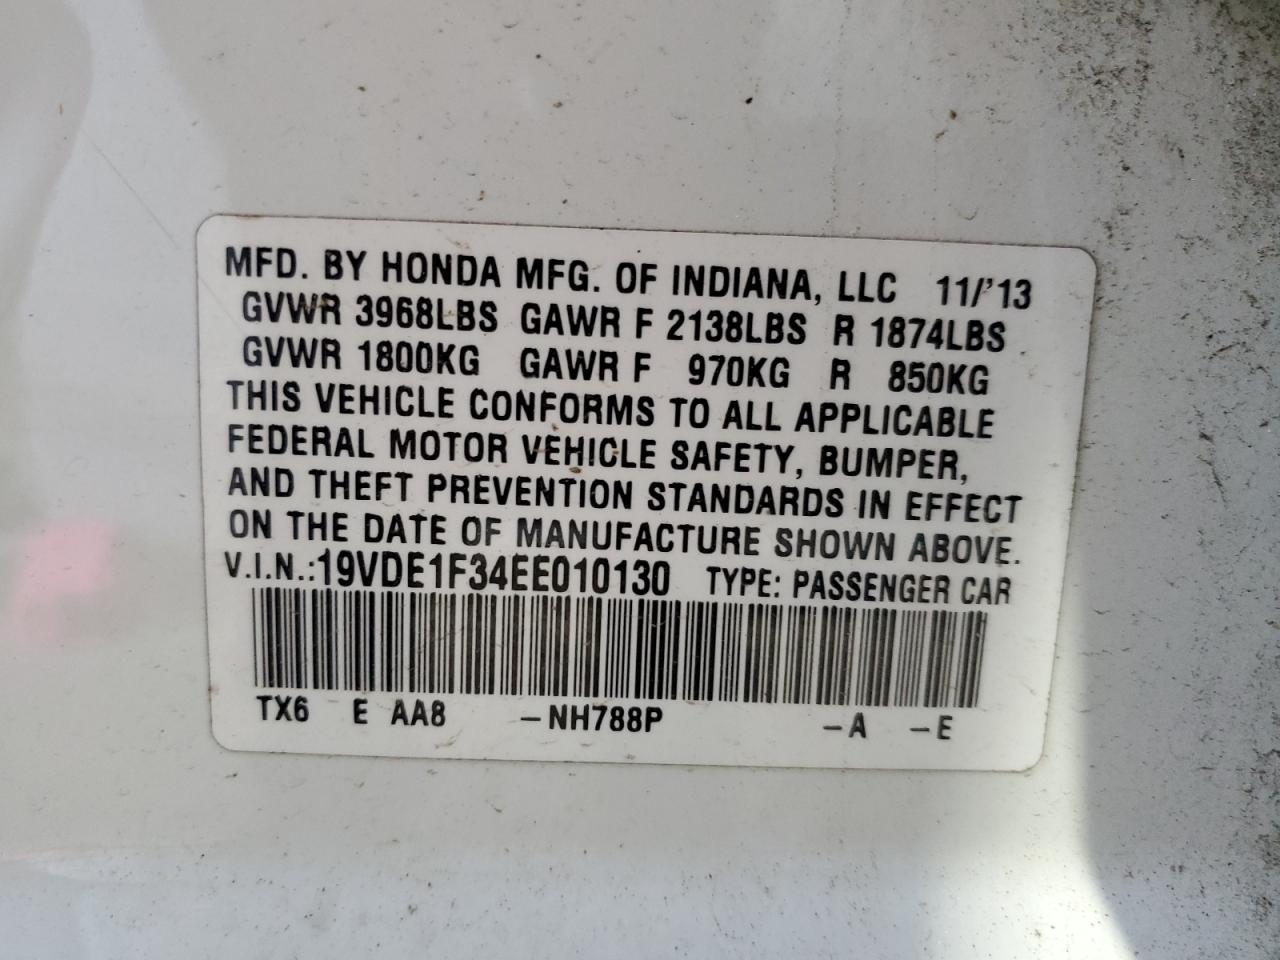 MFD. BY HONDA MFG. OF INDIANA, LLC 11/'13
GVWR 3968LBS GAWR F 2138LBS R 1874LBS
GVWR 1800KG GAWR F 970KG R 850KG
THIS VEHICLE CONFORMS TO ALL APPLICABLE
FEDERAL MOTOR VEHICLE SAFETY, BUMPER,
AND THEFT PREVENTION STANDARDS IN EFFECT
ON THE DATE OF MANUFACTURE SHOWN ABOVE.
V.I.N.:19VDE1F34EE010130 TYPE: PASSENGER CAR
TX6 E AA8 -NH788P -A -E